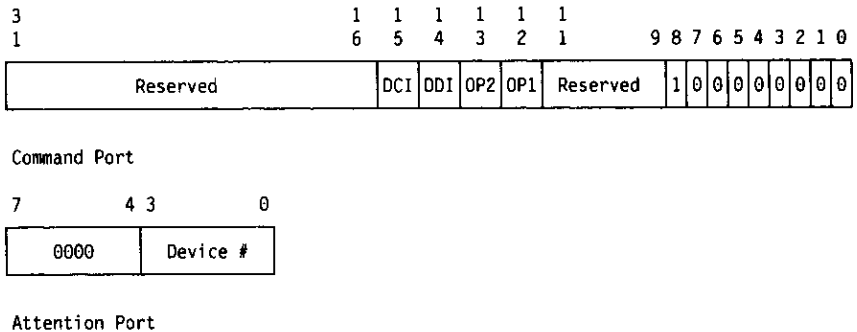 3 1 1 1 1 1 1
1 6 5 4 3 2 1 9 8 7 6 5 4 3 2 1 0
Reserved DCI DDI OP2 OP1 Reserved 1 0 0 0 0 0 0 0 0
Command Port
7 4 3 0
0000 Device #
Attention Port